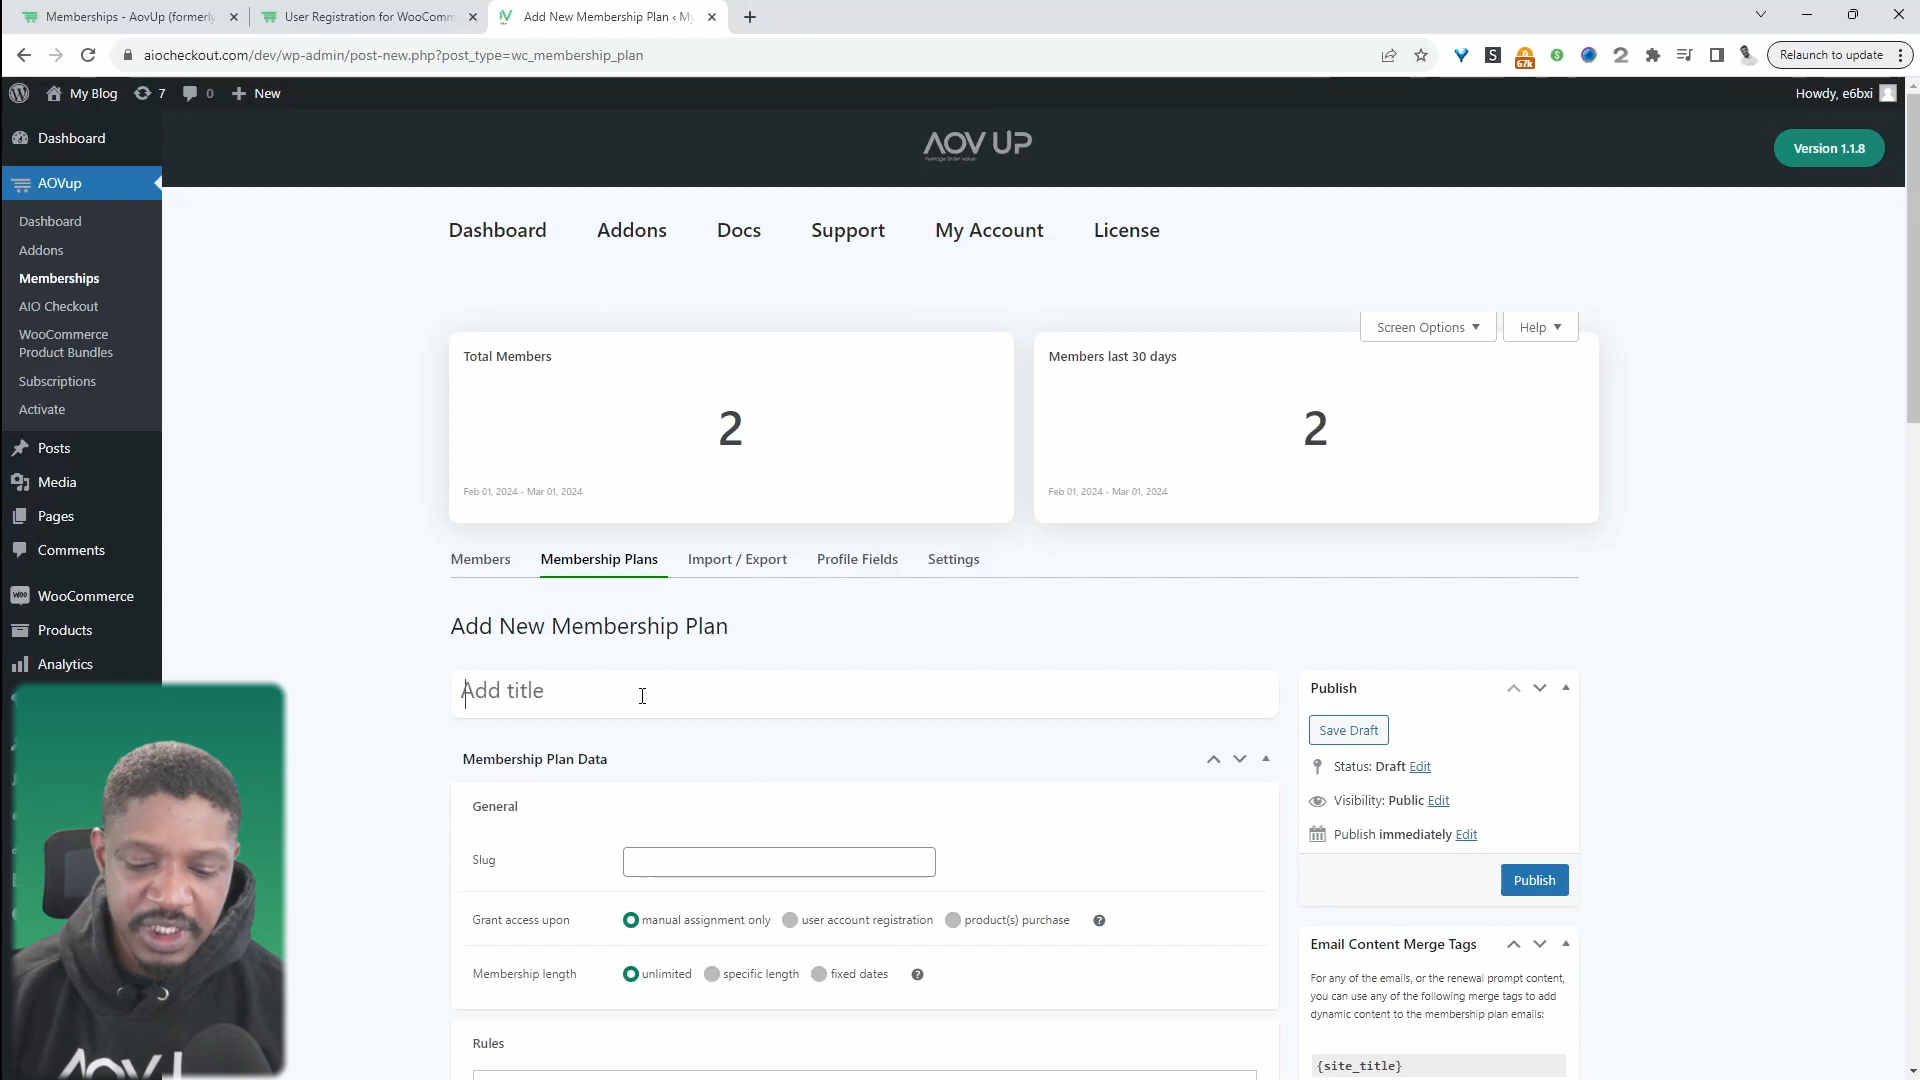 Memberships - AovUp (formerly
User Registration for WooComm
Add New Membership Plan ‹ My
aiocheckout.com/dev/wp-admin/post-new.php?post_type=wc_membership_plan
S
67k
2
Relaunch to update
My Blog
7
0
New
Howdy, e6bxi
Dashboard
AOV UP
Average Order Value
Version 1.1.8
AOVup
Dashboard
Addons
Memberships
AIO Checkout
WooCommerce
Product Bundles
Subscriptions
Activate
Posts
Media
Pages
Comments
WooCommerce
Products
Analytics
Dashboard
Addons
Docs
Support
My Account
License
Screen Options
Help
Total Members
2
Feb 01, 2024 - Mar 01, 2024
Members last 30 days
2
Feb 01, 2024 - Mar 01, 2024
Members
Membership Plans
Import / Export
Profile Fields
Settings
Add New Membership Plan
Add title
Membership Plan Data
General
Slug
Grant access upon
manual assignment only
user account registration
product(s) purchase
?
Membership length
unlimited
specific length
fixed dates
?
Rules
Publish
Save Draft
Status: Draft Edit
Visibility: Public Edit
Publish immediately Edit
Publish
Email Content Merge Tags
For any of the emails, or the renewal prompt content,
you can use any of the following merge tags to add
dynamic content to the membership plan emails:
{site_title}